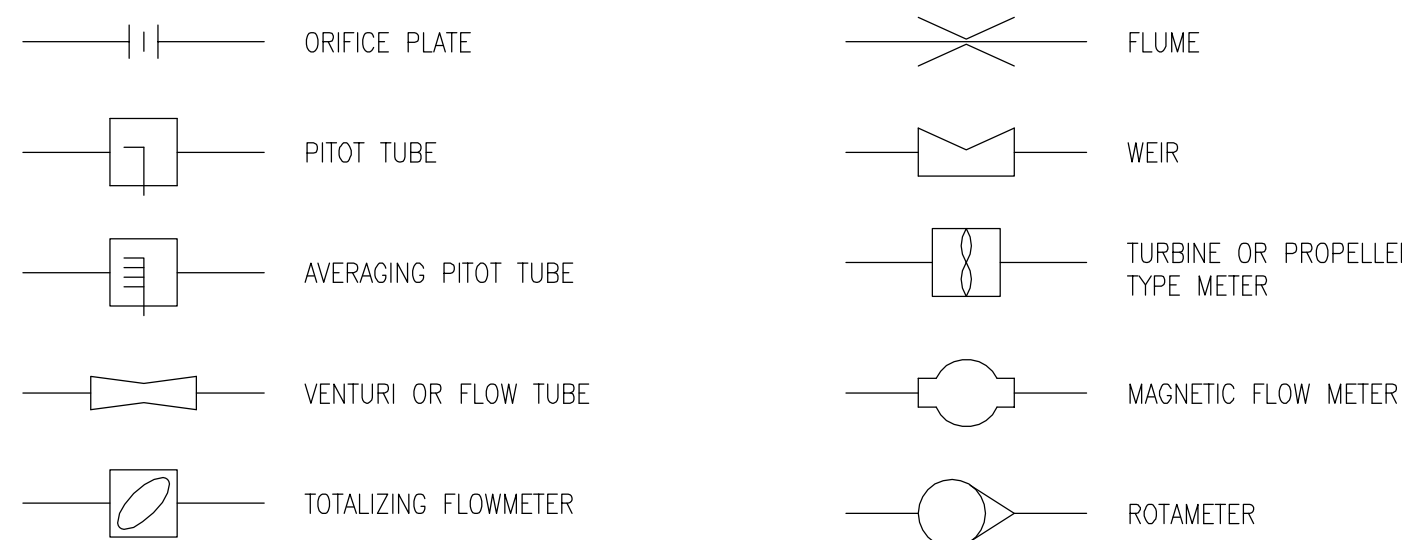 ORIFICE PLATE
PITOT TUBE
AVERAGING PITOT TUBE
VENTURI OR FLOW TUBE
TOTALIZING FLOWMETER
FLUME
WEIR
TURBINE OR PROPELLER
TYPE METER
MAGNETIC FLOW METER
ROTAMETER